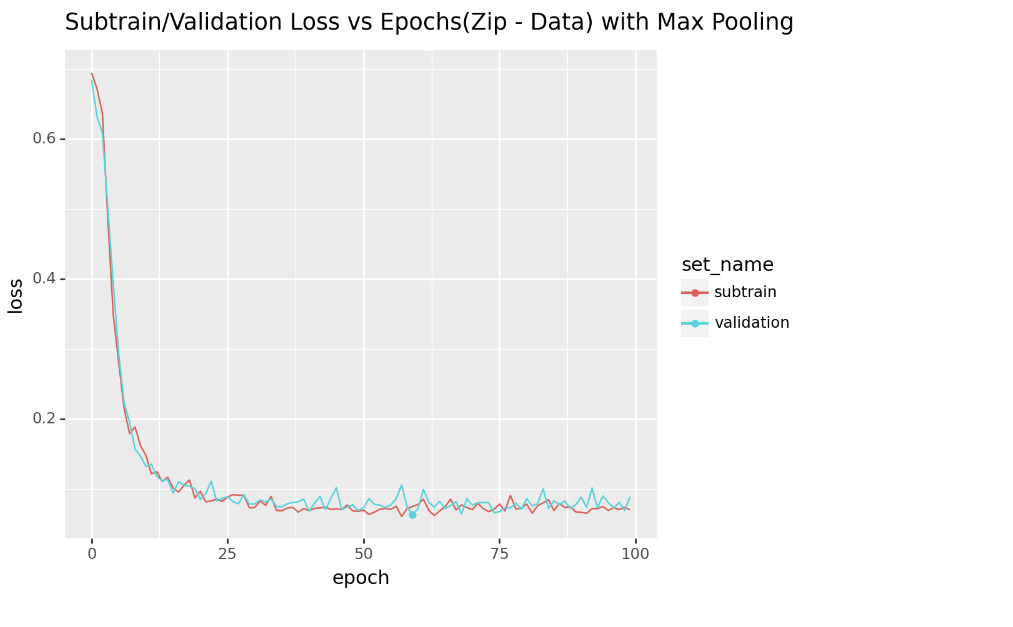 Subtrain/Validation Loss vs Epochs(Zip - Data) with Max Pooling
loss
0.6
0.4
0.2
0
25
50
75
100
epoch
set_name
subtrain
validation